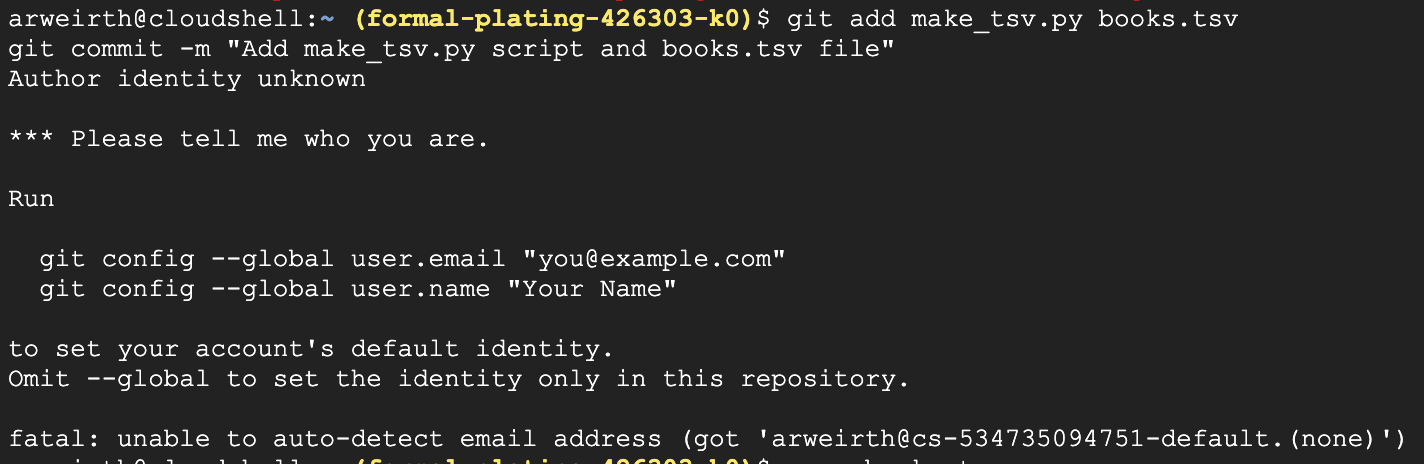 arweirth@cloudshell:~ (formal-plating-426303-k0)$ git add make_tsv.py books.tsv
git commit -m "Add make_tsv.py script and books.tsv file"
Author identity unknown
*** Please tell me who you are.
Run
git config --global user.email "you@example.com"
git config --global user.name "Your Name"
to set your account's default identity.
Omit --global to set the identity only in this repository.
fatal: unable to auto-detect email address (got 'arweirth@cs-534735094751-default.(none)')